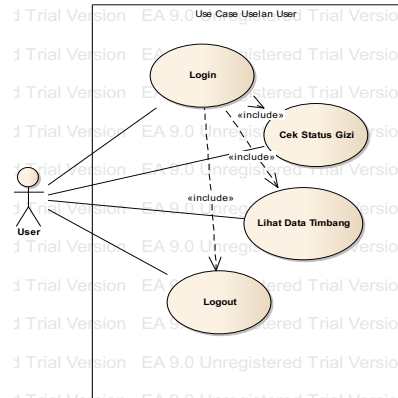 Use Case Uselan User
Login
«include»
Cek Status Gizi
«include»
Lihat Data Timbang
«include»
User
Logout
EA 9.0 Unregistered Trial Version